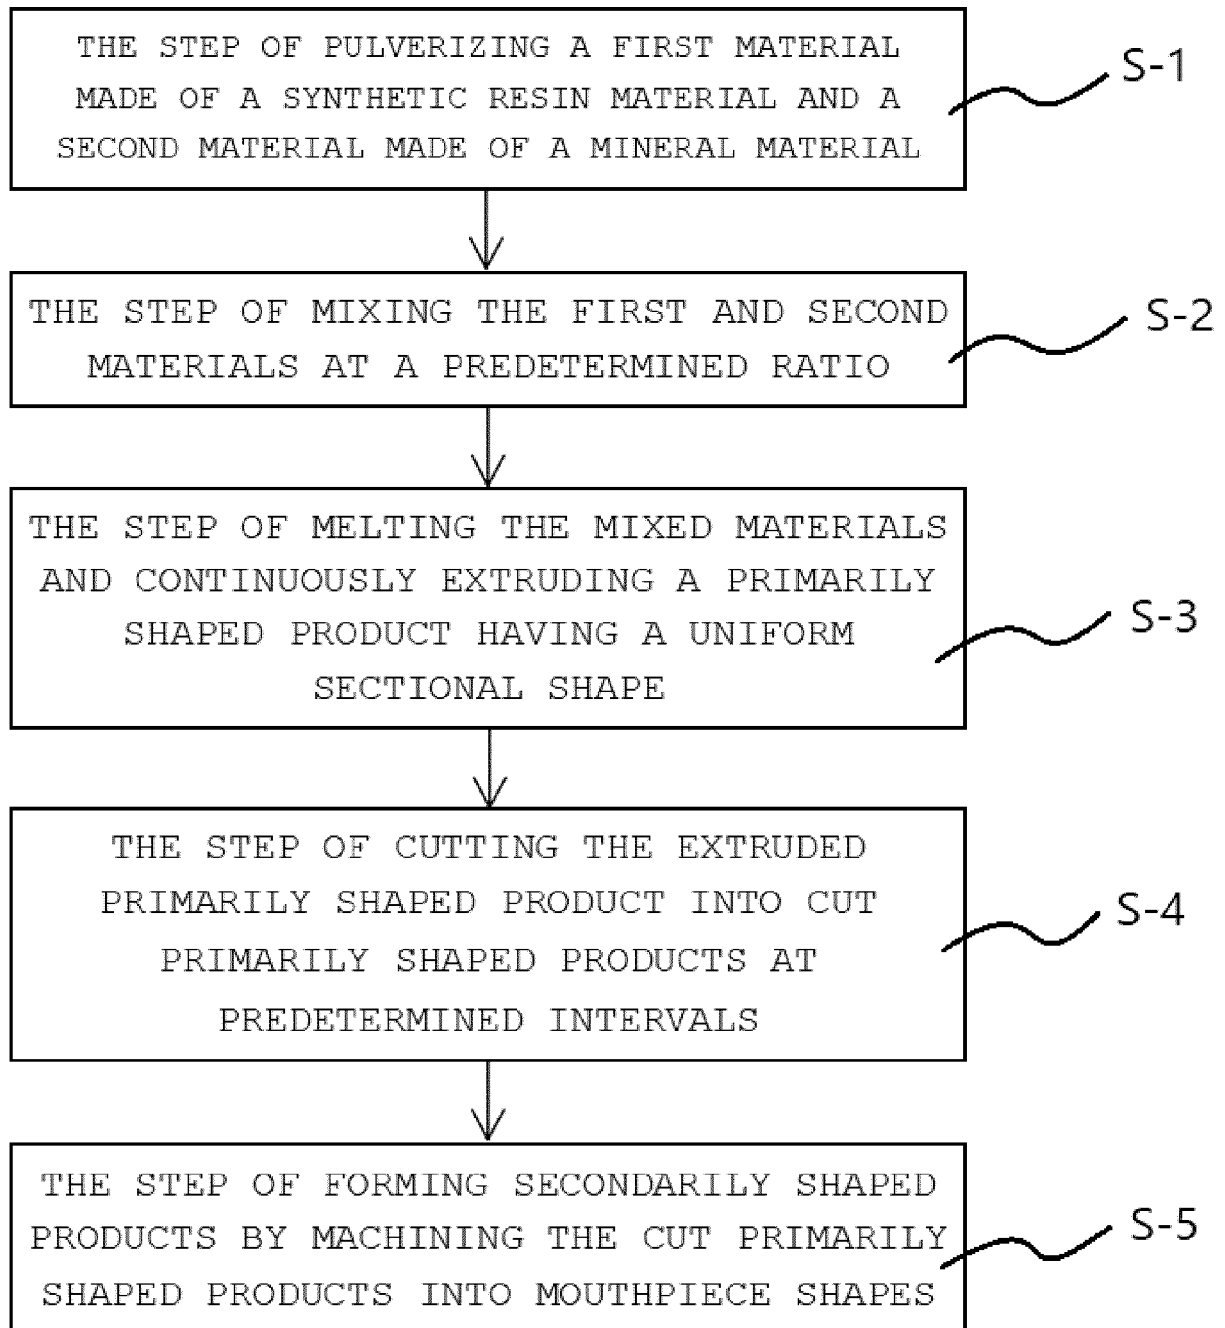 THE STEP OF PULVERIZING A FIRST MATERIAL
MADE OF A SYNTHETIC RESIN MATERIAL AND A
SECOND MATERIAL MADE OF A MINERAL MATERIAL
S-1
THE STEP OF MIXING THE FIRST AND SECOND
MATERIALS AT A PREDETERMINED RATIO
S-2
THE STEP OF MELTING THE MIXED MATERIALS
AND CONTINUOUSLY EXTRUDING A PRIMARILY
SHAPED PRODUCT HAVING A UNIFORM
SECTIONAL SHAPE
S-3
THE STEP OF CUTTING THE EXTRUDED
PRIMARILY SHAPED PRODUCT INTO CUT
PRIMARILY SHAPED PRODUCTS AT
PREDETERMINED INTERVALS
S-4
THE STEP OF FORMING SECONDARILY SHAPED
PRODUCTS BY MACHINING THE CUT PRIMARILY
SHAPED PRODUCTS INTO MOUTHPIECE SHAPES
S-5